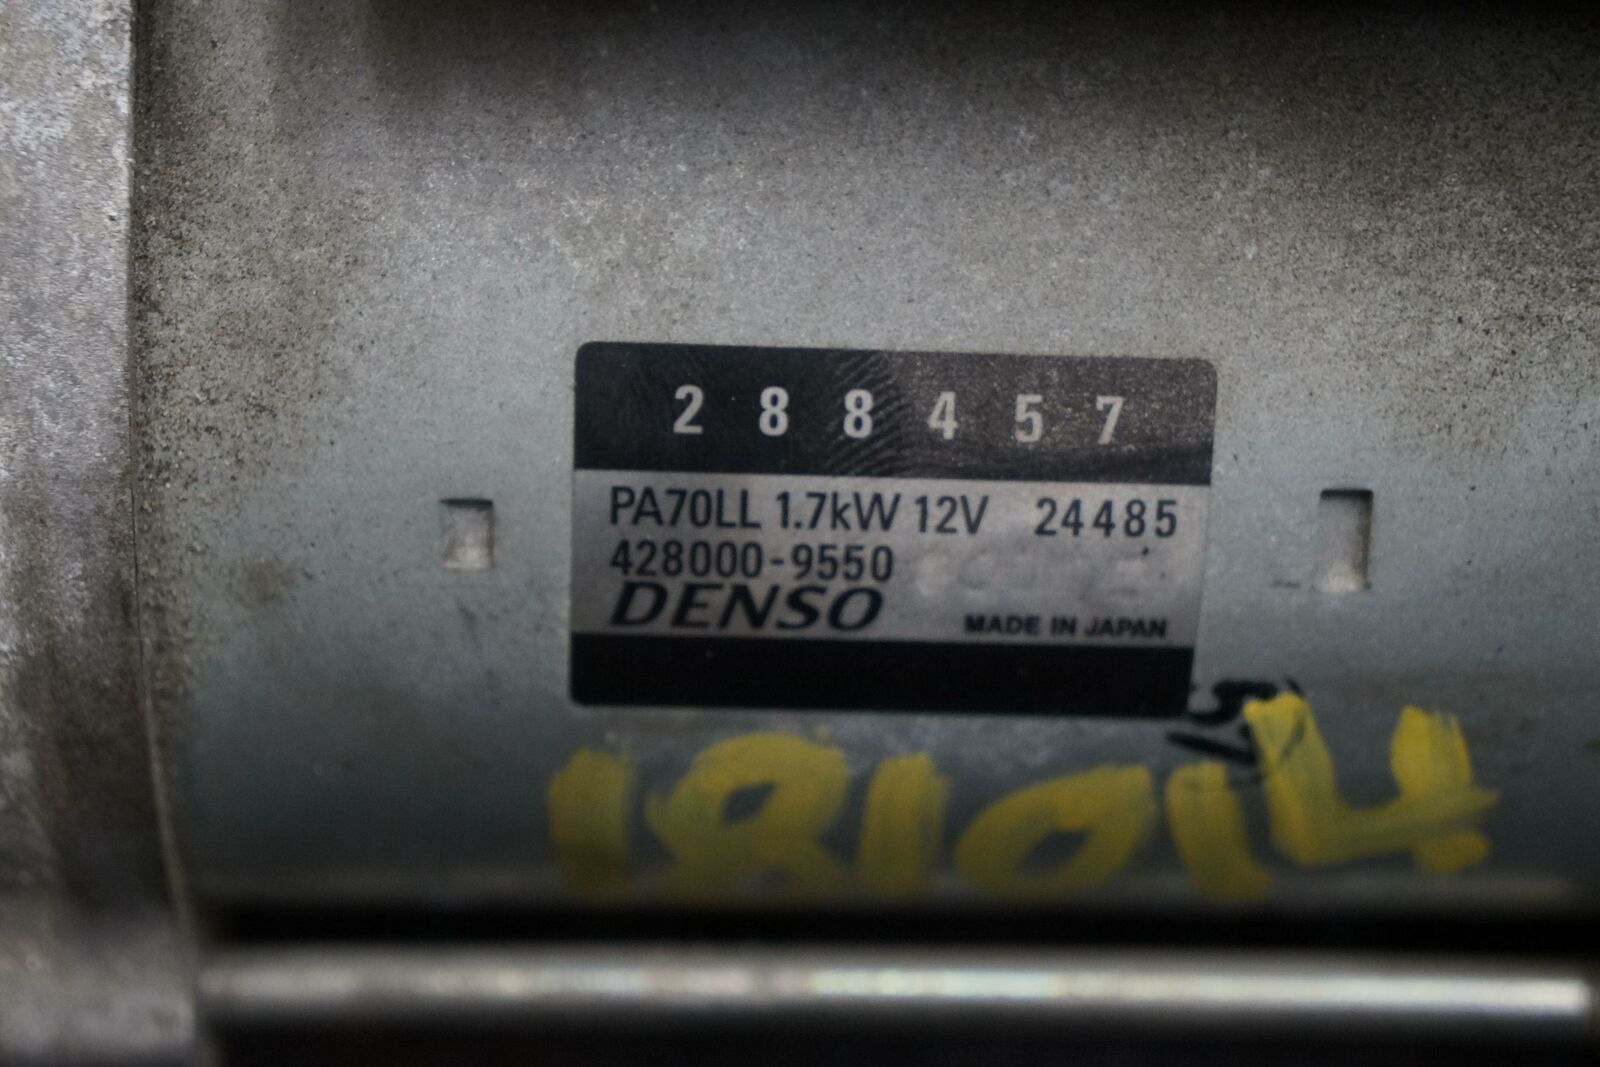 288457
PA70LL 1.7kW 12V 24485
428000-9550
DENSO MADE IN JAPAN
181014